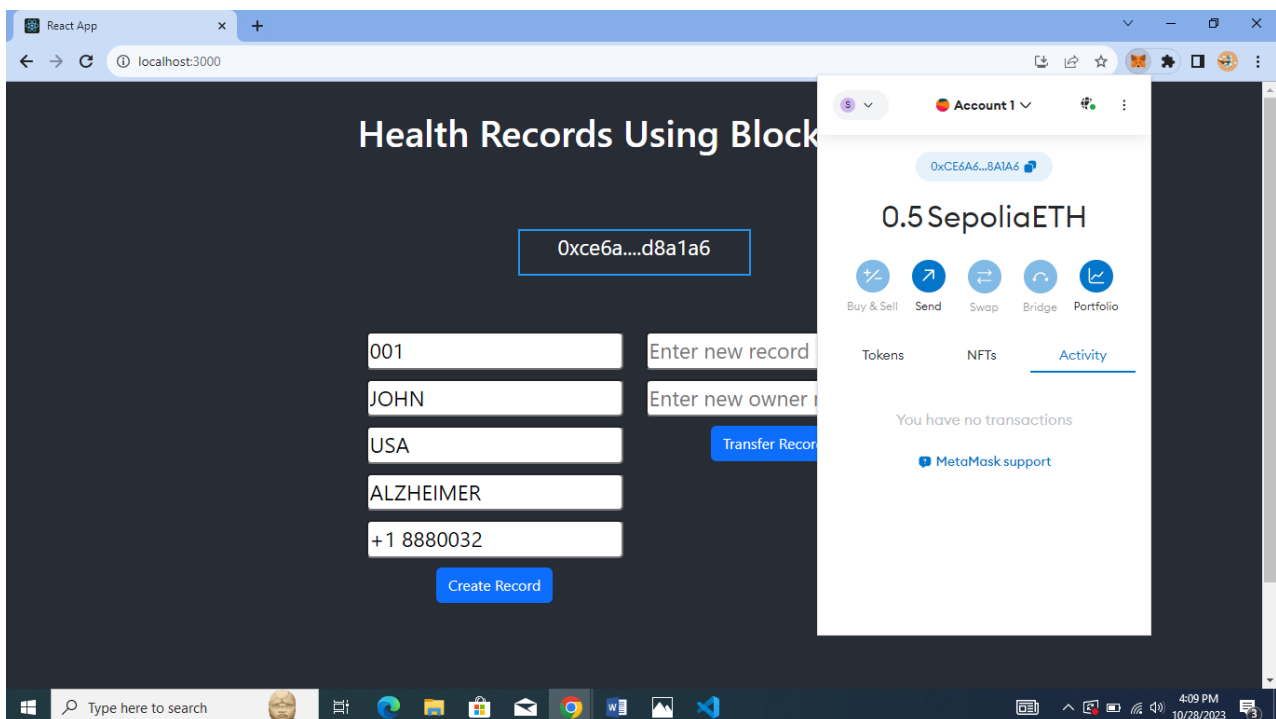 React App
localhost:3000
Health Records Using Block
0xce6a....d8a1a6
001
JOHN
USA
ALZHEIMER
+1 8880032
Create Record
Enter new record
Enter new owner
Transfer Recor
S
Account 1
0xCE6A6...8A1A6
0.5 SepoliaETH
Buy & Sell Send Swap Bridge Portfolio
Tokens NFTs Activity
You have no transactions
MetaMask support
Type here to search
4:09 PM
10/28/2023
3